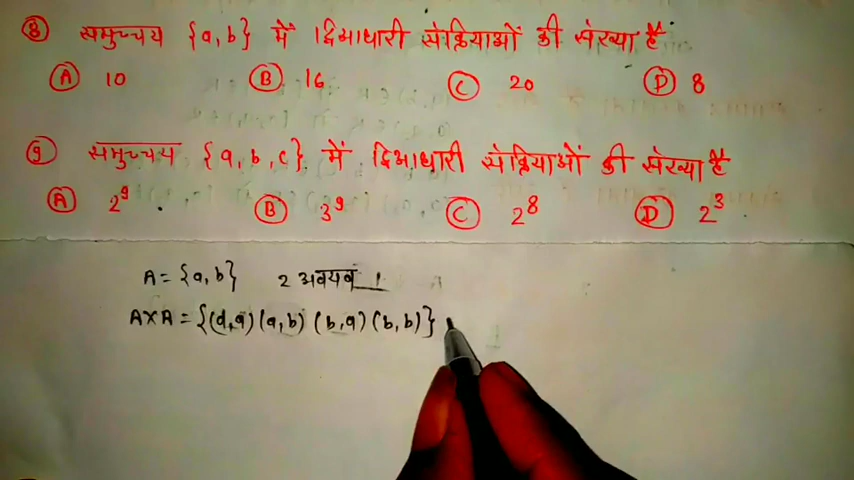 ⑧ समुच्चय {a, b} में द्विआधारी संक्रियाओं की संख्या है
Ⓐ 10 Ⓑ 16 Ⓒ 20 Ⓓ 8
⑨ समुच्चय {a, b, c} में द्विआधारी संक्रियाओं की संख्या है
Ⓐ 2⁹ Ⓑ 3⁹ Ⓒ 2⁸ Ⓓ 2³
A = {a, b} 2 अवयव ।
A×A = {(a, a) (a, b) (b, a) (b, b)}